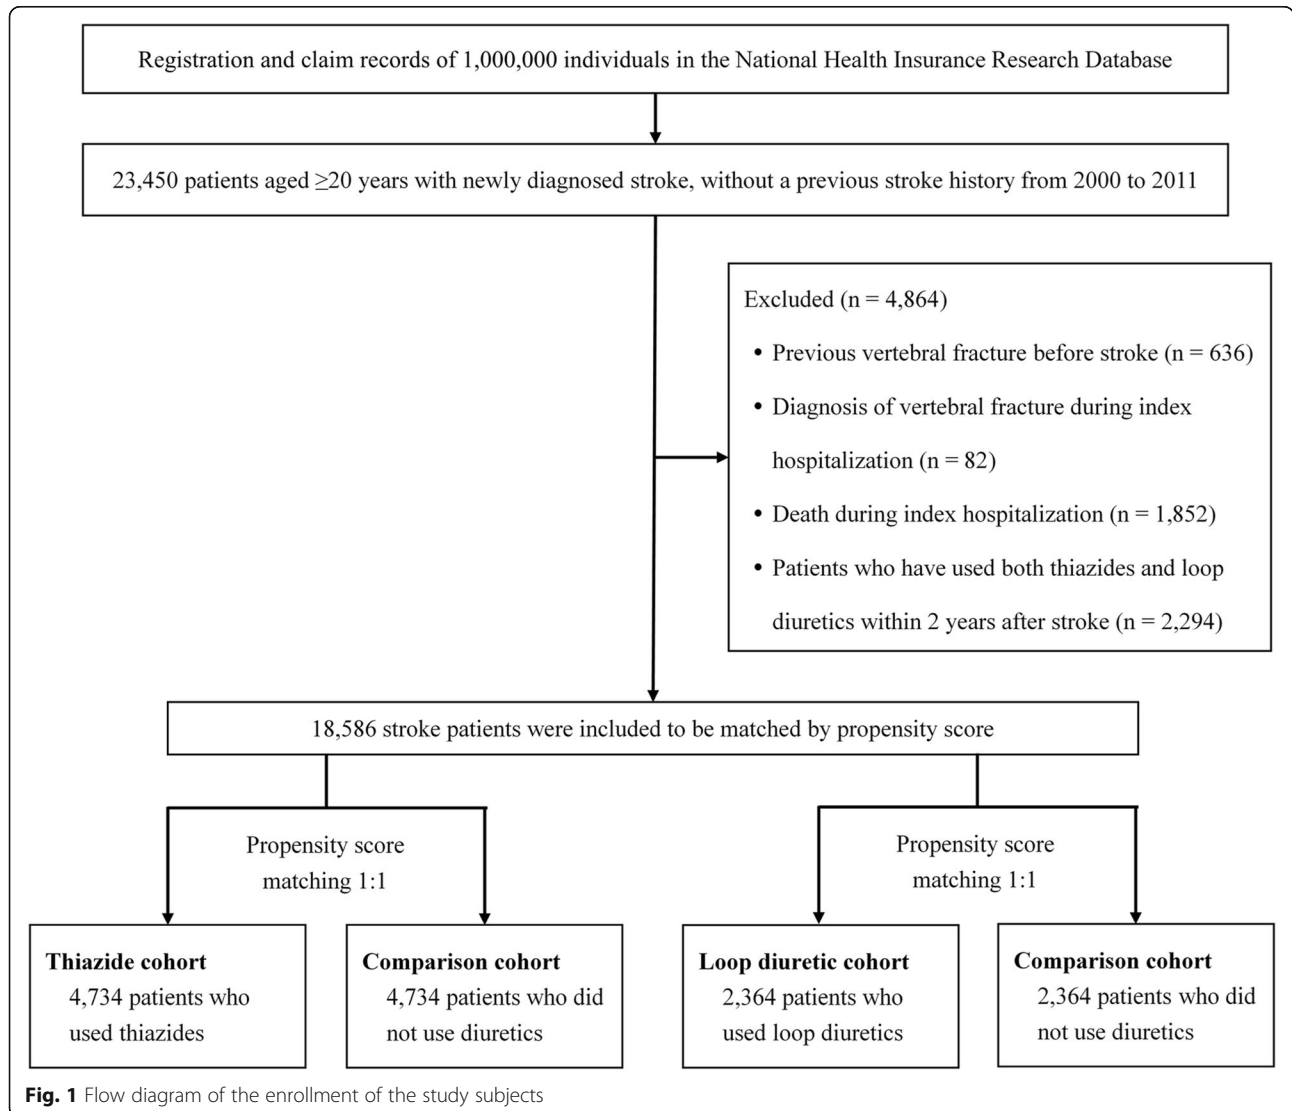 Registration and claim records of 1,000,000 individuals in the National Health Insurance Research Database
23,450 patients aged ≥20 years with newly diagnosed stroke, without a previous stroke history from 2000 to 2011
Excluded (n = 4,864)
• Previous vertebral fracture before stroke (n = 636)
• Diagnosis of vertebral fracture during index
hospitalization (n = 82)
• Death during index hospitalization (n = 1,852)
• Patients who have used both thiazides and loop
diuretics within 2 years after stroke (n = 2,294)
18,586 stroke patients were included to be matched by propensity score
Propensity score
matching 1:1
Propensity score
matching 1:1
Thiazide cohort
4,734 patients who
used thiazides
Comparison cohort
4,734 patients who did
not use diuretics
Loop diuretic cohort
2,364 patients who
used loop diuretics
Comparison cohort
2,364 patients who did
not use diuretics
Fig. 1 Flow diagram of the enrollment of the study subjects